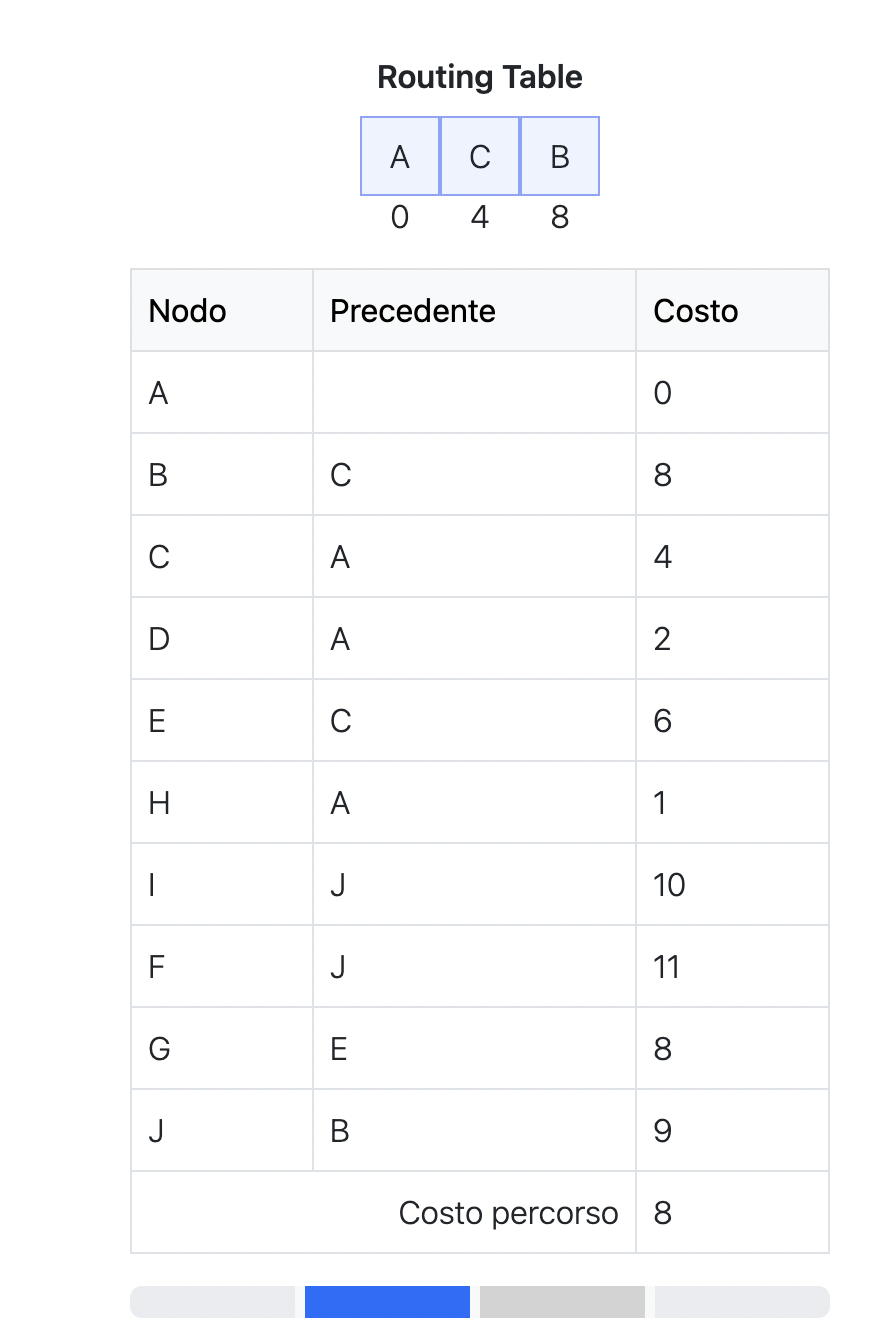 Routing Table
A C B
0 4 8
Nodo Precedente Costo
A 0
B C 8
C A 4
D A 2
E C 6
H A 1
I J 10
F J 11
G E 8
J B 9
Costo percorso 8